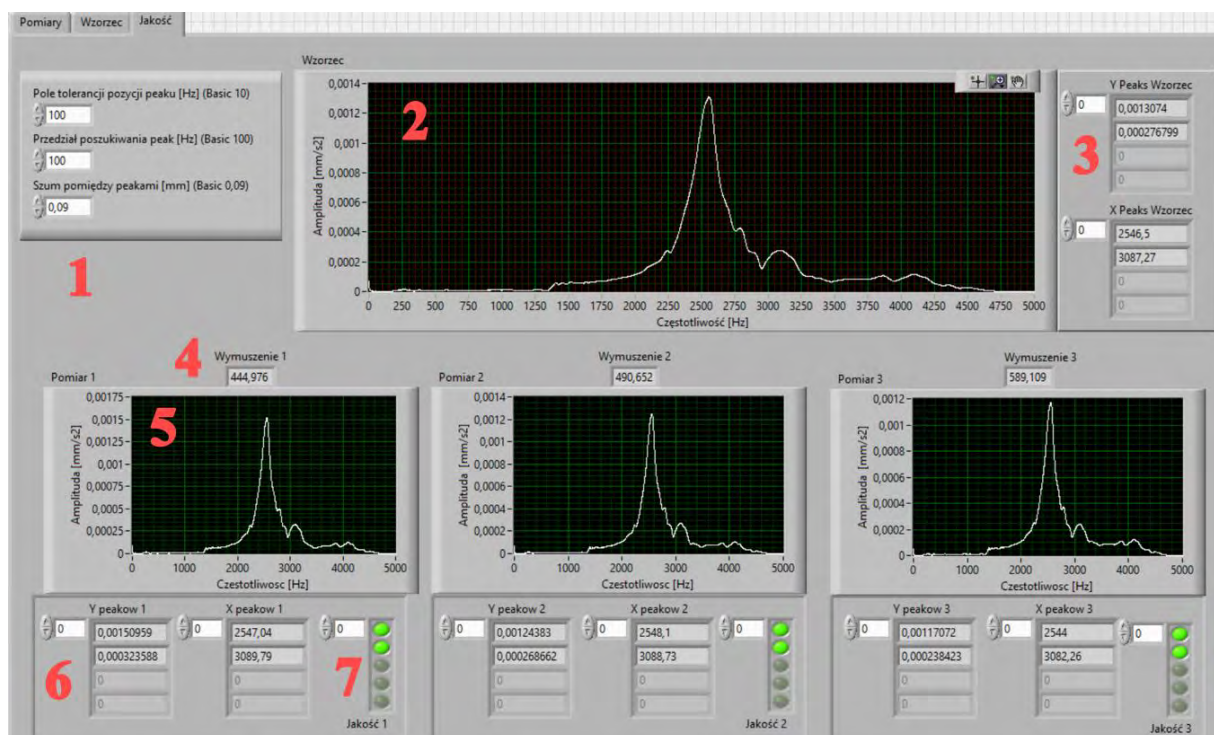 Pomiary Wzorzec Jakość
Wzorzec
Pole tolerancji pozycji peaku [Hz] (Basic 10)
100
Przedział poszukiwania peak [Hz] (Basic 100)
100
Szum pomiędzy peakami [mm] (Basic 0,09)
0,09
1
2
Amplituda [mm/s2]
0,0014
0,0012
0,001
0,0008
0,0006
0,0004
0,0002
0
0 250 500 750 1000 1250 1500 1750 2000 2250 2500 2750 3000 3250 3500 3750 4000 4250 4500 4750 5000
Częstotliwość [Hz]
Y Peaks Wzorzec
0
0,0013074
0,000276799
0
0
3
X Peaks Wzorzec
0
2546,5
3087,27
0
0
4
Wymuszenie 1
444,976
Pomiar 1
5
Amplituda [mm/s2]
0,00175
0,0015
0,00125
0,001
0,00075
0,0005
0,00025
0
0 1000 2000 3000 4000 5000
Czestotliwosc [Hz]
Wymuszenie 2
490,652
Pomiar 2
Amplituda [mm/s2]
0,0014
0,0012
0,001
0,0008
0,0006
0,0004
0,0002
0
0 1000 2000 3000 4000 5000
Czestotliwosc [Hz]
Wymuszenie 3
589,109
Pomiar 3
Amplituda [mm/s2]
0,0012
0,001
0,0008
0,0006
0,0004
0,0002
0
0 1000 2000 3000 4000 5000
Czestotliwosc [Hz]
Y peakow 1 X peakow 1
0 0,00150959 0 2547,04 0
0,000323588 3089,79
0 0
0 0
6
7
Jakość 1
Y peakow 2 X peakow 2
0 0,00124383 0 2548,1 0
0,000268662 3088,73
0 0
0 0
Jakość 2
Y peakow 3 X peakow 3
0 0,00117072 0 2544 0
0,000238423 3082,26
0 0
0 0
Jakość 3